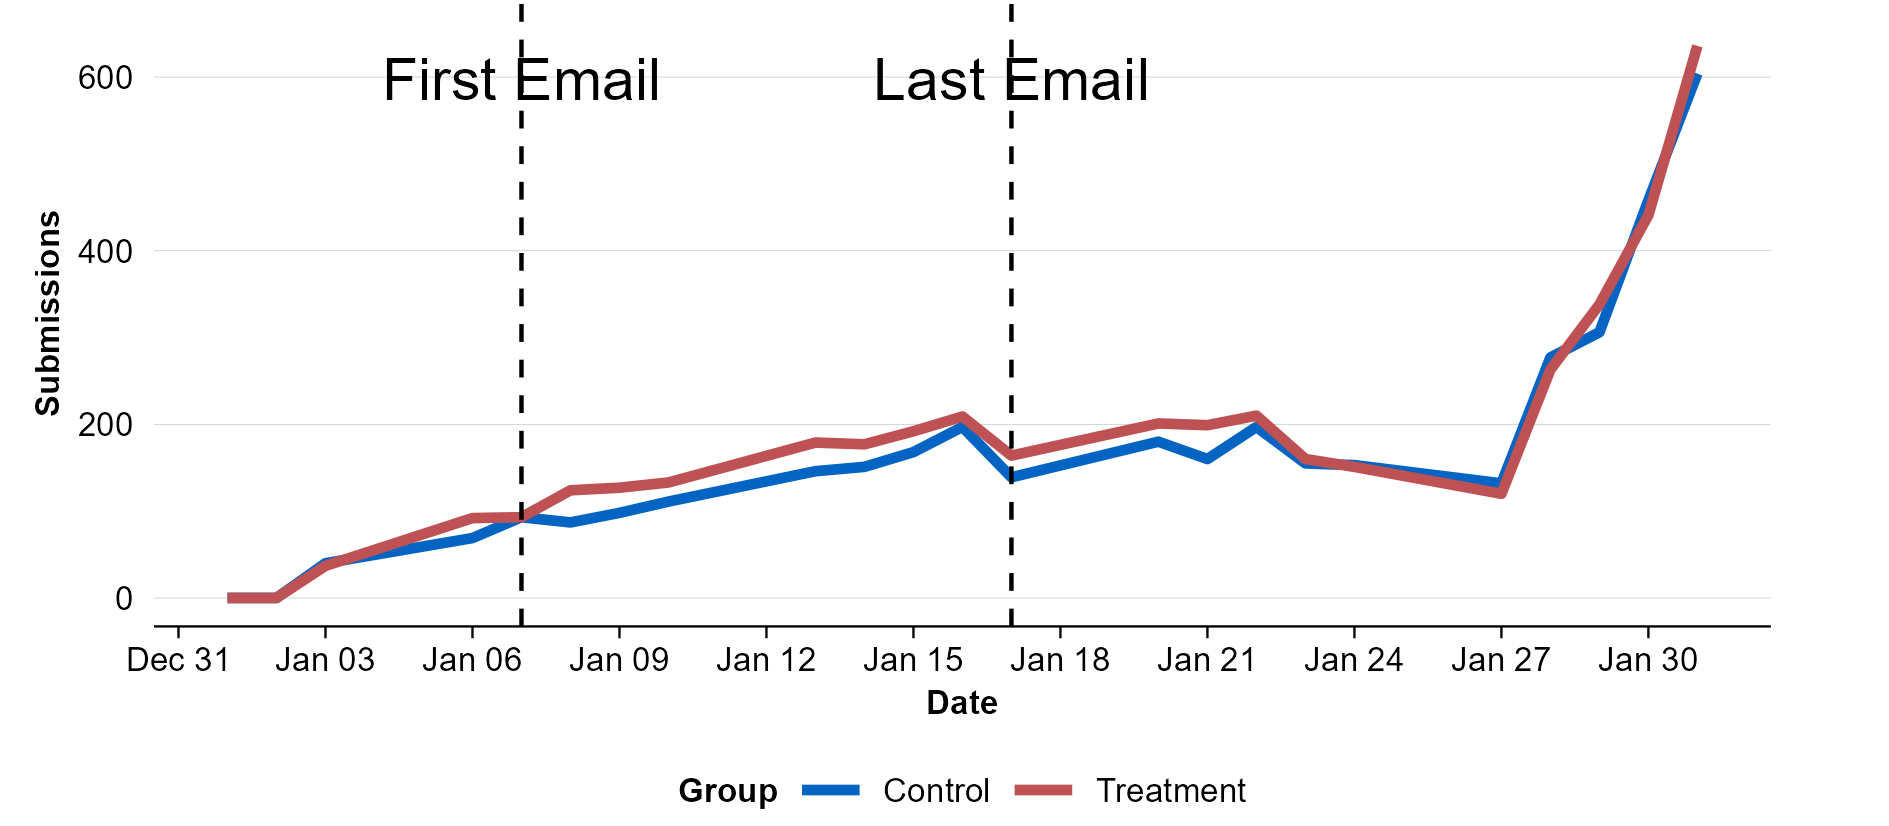 First Email Last Email
600
400
200
0
Submissions
Dec 31 Jan 03 Jan 06 Jan 09 Jan 12 Jan 15 Jan 18 Jan 21 Jan 24 Jan 27 Jan 30
Date
Group Control Treatment